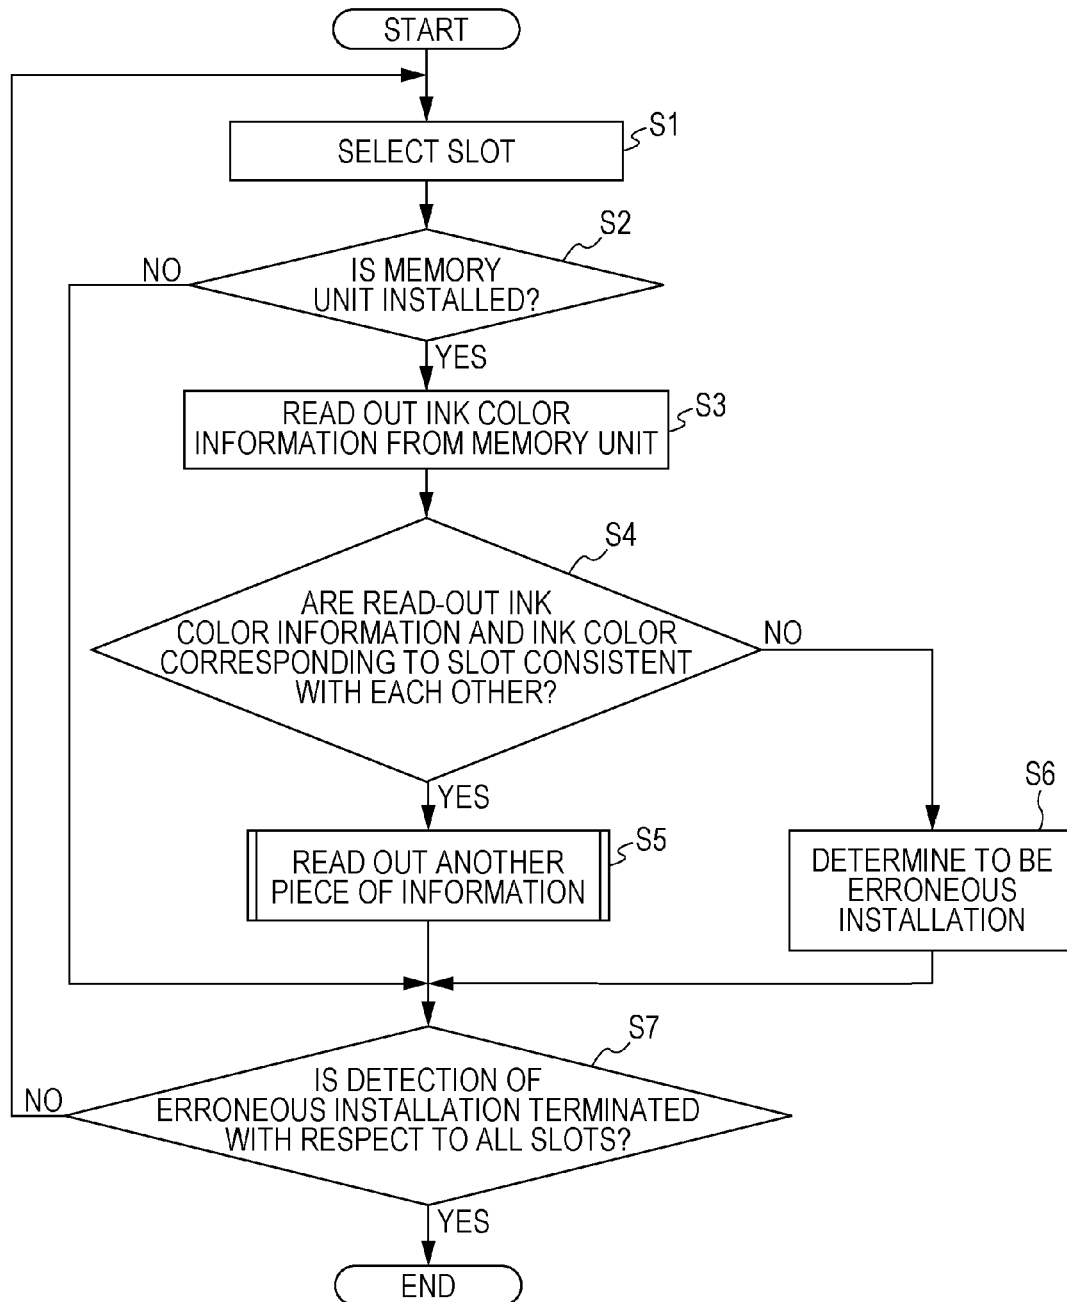 START
S1
SELECT SLOT
S2
NO
IS MEMORY
UNIT INSTALLED?
YES
READ OUT INK COLOR
INFORMATION FROM MEMORY UNIT
S3
S4
ARE READ-OUT INK
COLOR INFORMATION AND INK COLOR
CORRESPONDING TO SLOT CONSISTENT
WITH EACH OTHER?
NO
YES
S6
S5
READ OUT ANOTHER
PIECE OF INFORMATION
DETERMINE TO BE
ERRONEOUS
INSTALLATION
S7
IS DETECTION OF
ERRONEOUS INSTALLATION TERMINATED
WITH RESPECT TO ALL SLOTS?
NO
YES
END